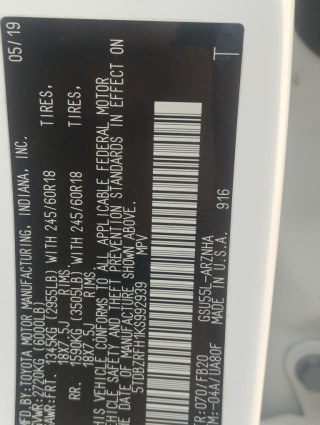 MFD.BY:TOYOTA MOTOR MANUFACTURING, INDIANA, INC. 05/19
GVWR:2720KG(6000LB)
GAWR:FRT. 1345KG(2955LB) WITH 245/60R18 TIRES,
18X7.5J RIMS.
RR. 1590KG(3505LB) WITH 245/60R18 TIRES,
18X7.5J RIMS.
THIS VEHICLE CONFORMS TO ALL APPLICABLE FEDERAL MOTOR
VEHICLE SAFETY AND THEFT PREVENTION STANDARDS IN EFFECT ON
THE DATE OF MANUFACTURE SHOWN ABOVE.
5TDBZRFH1KS992939 MPV
TR:070/FB20 GSU55L-ARZNHA
TM:-04A/UA80F MADE IN U.S.A. 916